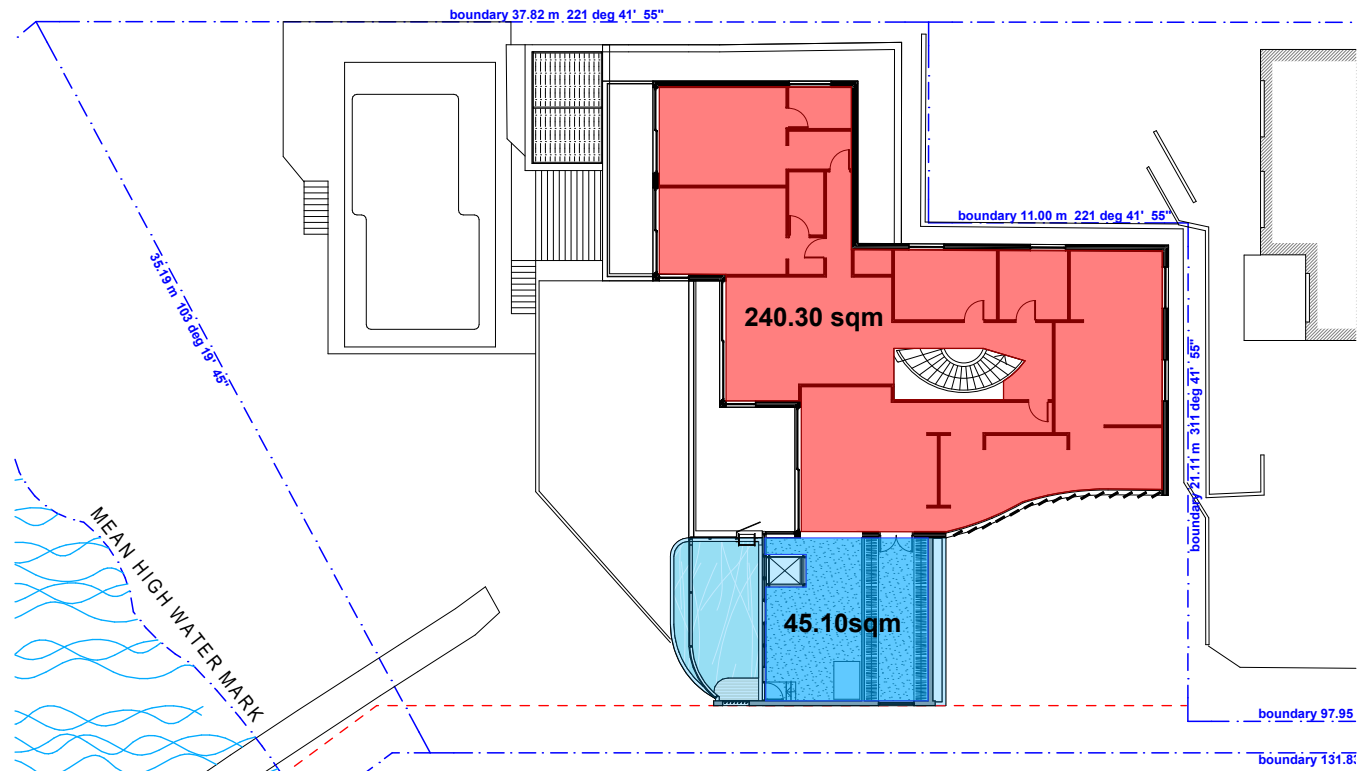 boundary 37.82 m  221 deg 41'  55"
boundary 11.00 m  221 deg 41'  55"
35.19 m  103 deg 19'  45"
240.30 sqm
boundary 21.11 m  311 deg 41'  55"
MEAN HIGH WATER MARK
45.10sqm
boundary 97.95
boundary 131.83